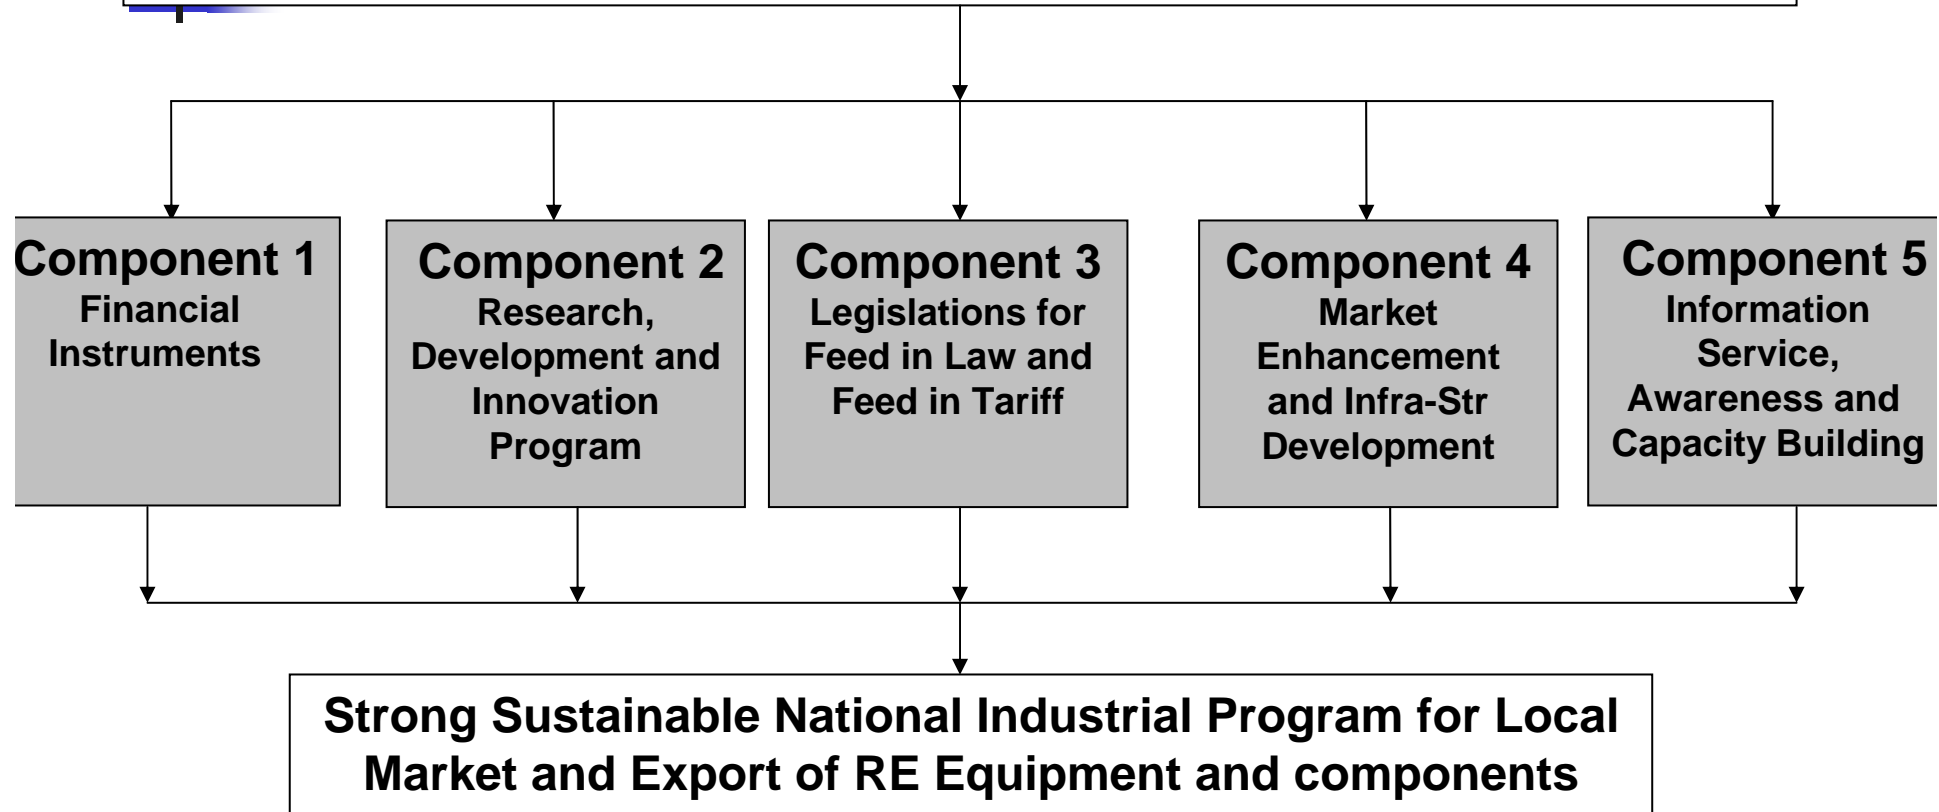 Component 1
Financial
Instruments
Component 2
Research,
Development and
Innovation
Program
Component 3
Legislations for
Feed in Law and
Feed in Tariff
Component 4
Market
Enhancement
and Infra-Str
Development
Component 5
Information
Service,
Awareness and
Capacity Building
Strong Sustainable National Industrial Program for Local
Market and Export of RE Equipment and components